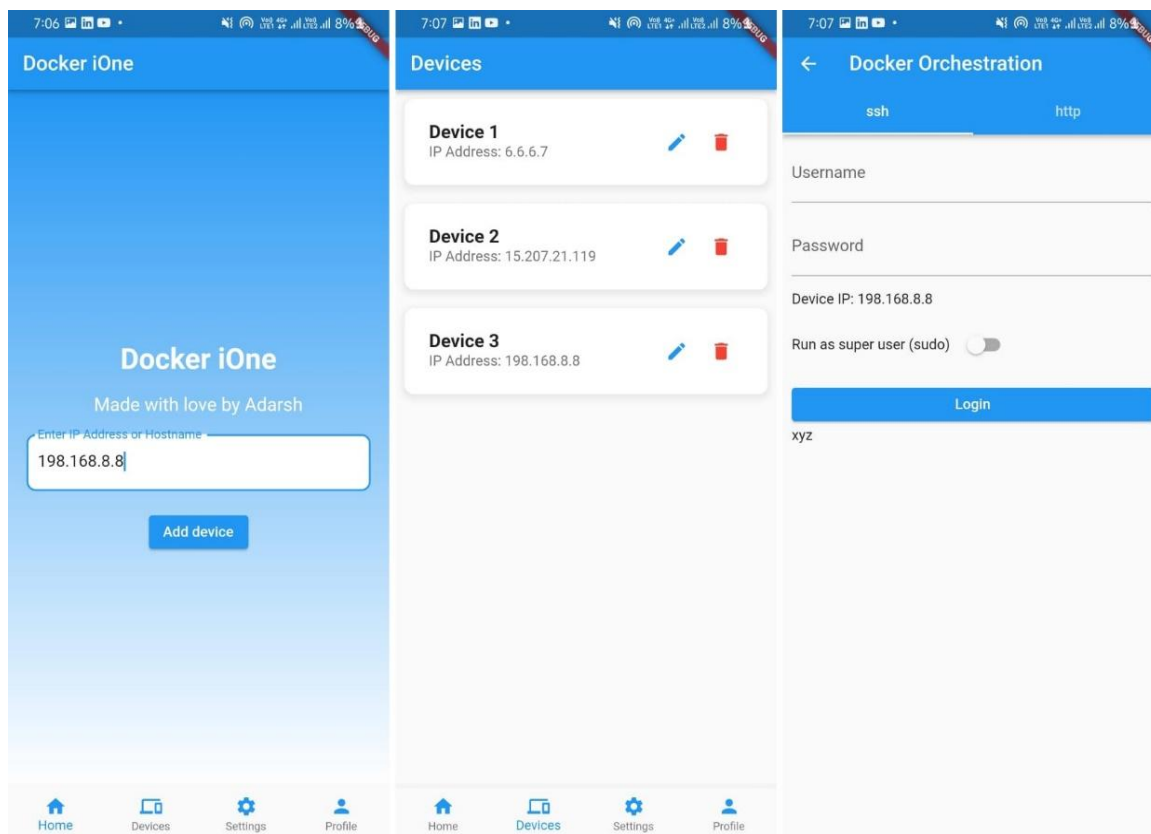 7:06
8%
Docker iOne
Docker iOne
Made with love by Adarsh
Enter IP Address or Hostname
198.168.8.8
Add device
Home
Devices
Settings
Profile
7:07
8%
Devices
Device 1
IP Address: 6.6.6.7
Device 2
IP Address: 15.207.21.119
Device 3
IP Address: 198.168.8.8
Home
Devices
Settings
Profile
7:07
8%
Docker Orchestration
ssh
http
Username
Password
Device IP: 198.168.8.8
Run as super user (sudo)
Login
xyz